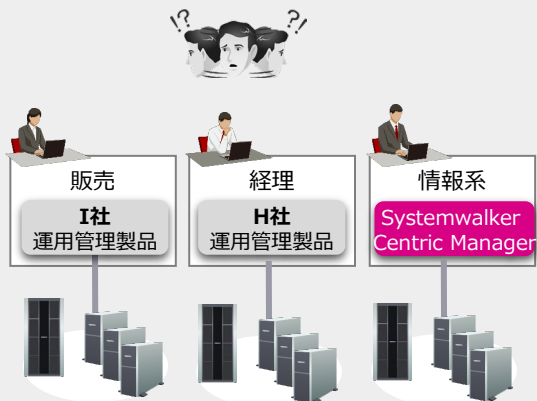 !?
?!
販売
I社
運用管理製品
経理
H社
運用管理製品
情報系
Systemwalker
Centric Manager